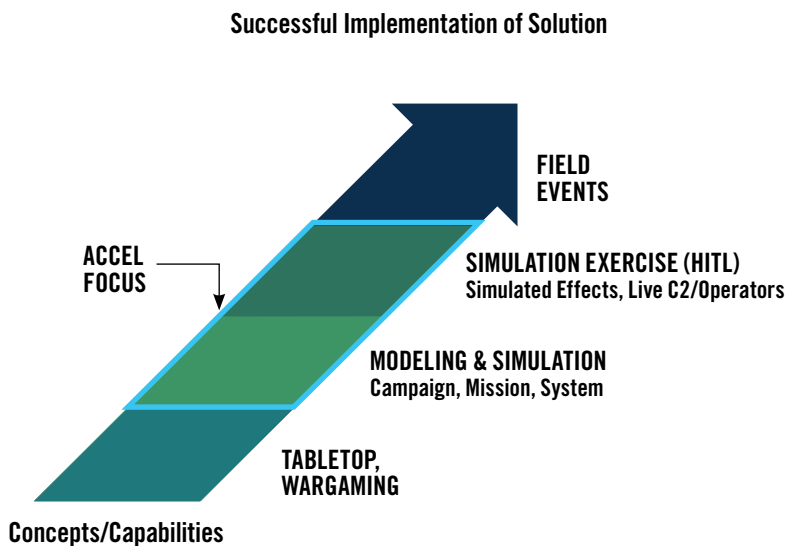 Successful Implementation of Solution
FIELD
EVENTS
ACCEL
FOCUS
SIMULATION EXERCISE (HITL)
Simulated Effects, Live C2/Operators
MODELING & SIMULATION
Campaign, Mission, System
TABLETOP,
WARGAMING
Concepts/Capabilities